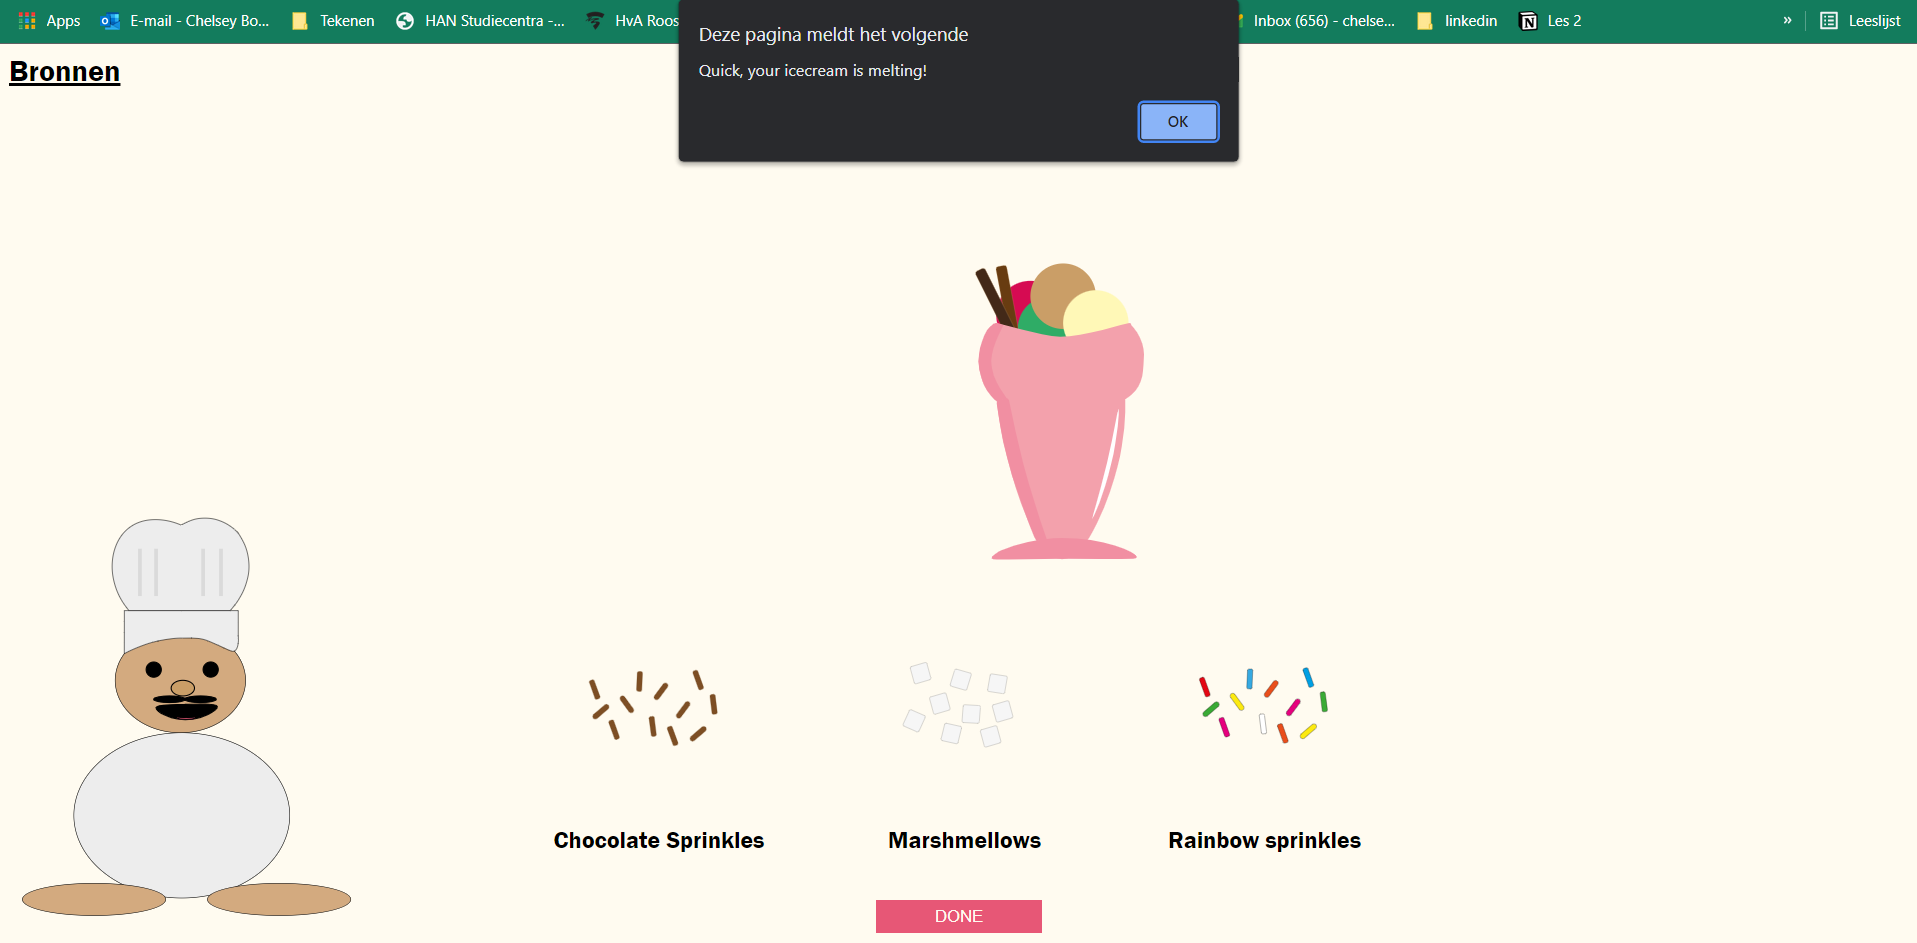 Apps E-mail - Chelsey Bo... Tekenen HAN Studiecentra -... HvA Roos Inbox (656) - chelse... linkedin Les 2 » Leeslijst
Deze pagina meldt het volgende
Quick, your icecream is melting!
OK
Bronnen
Chocolate Sprinkles Marshmellows Rainbow sprinkles
DONE